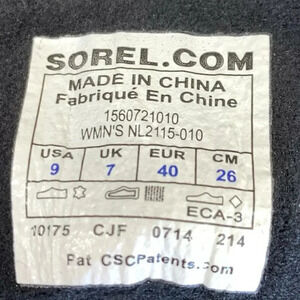 SOREL.COM
MADE IN CHINA
Fabriqué En Chine
1560721010
WMN'S NL2115-010
USA UK EUR CM
9 7 40 26
ECA-3
10175 CJF 0714 214
Pat CSCPatents.com